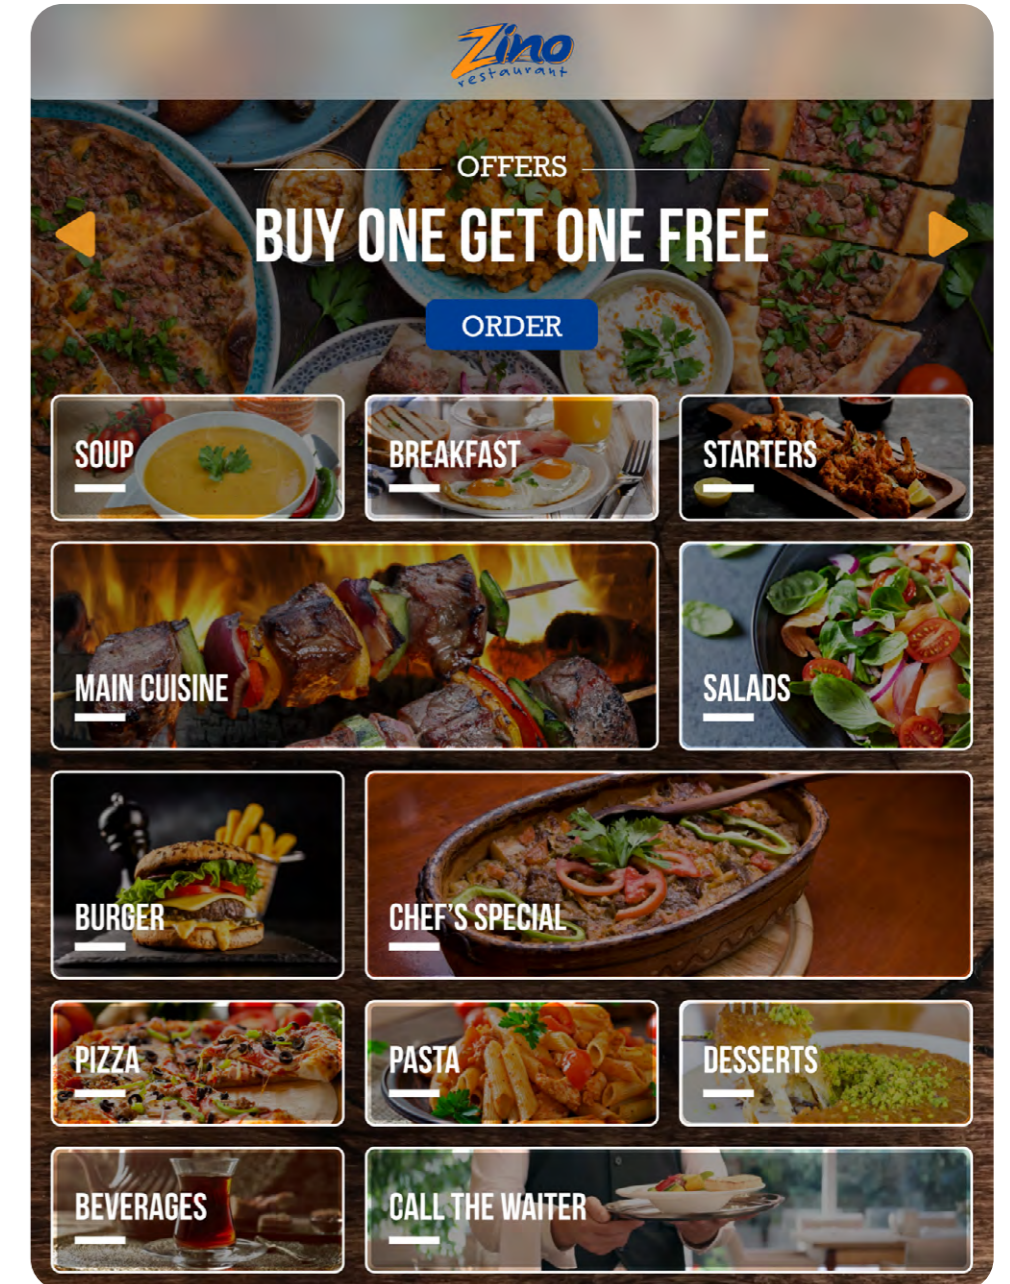 Zino
restaurant
OFFERS
BUY ONE GET ONE FREE
ORDER
SOUP
BREAKFAST
STARTERS
MAIN CUISINE
SALADS
BURGER
CHEF'S SPECIAL
PIZZA
PASTA
DESSERTS
BEVERAGES
CALL THE WAITER